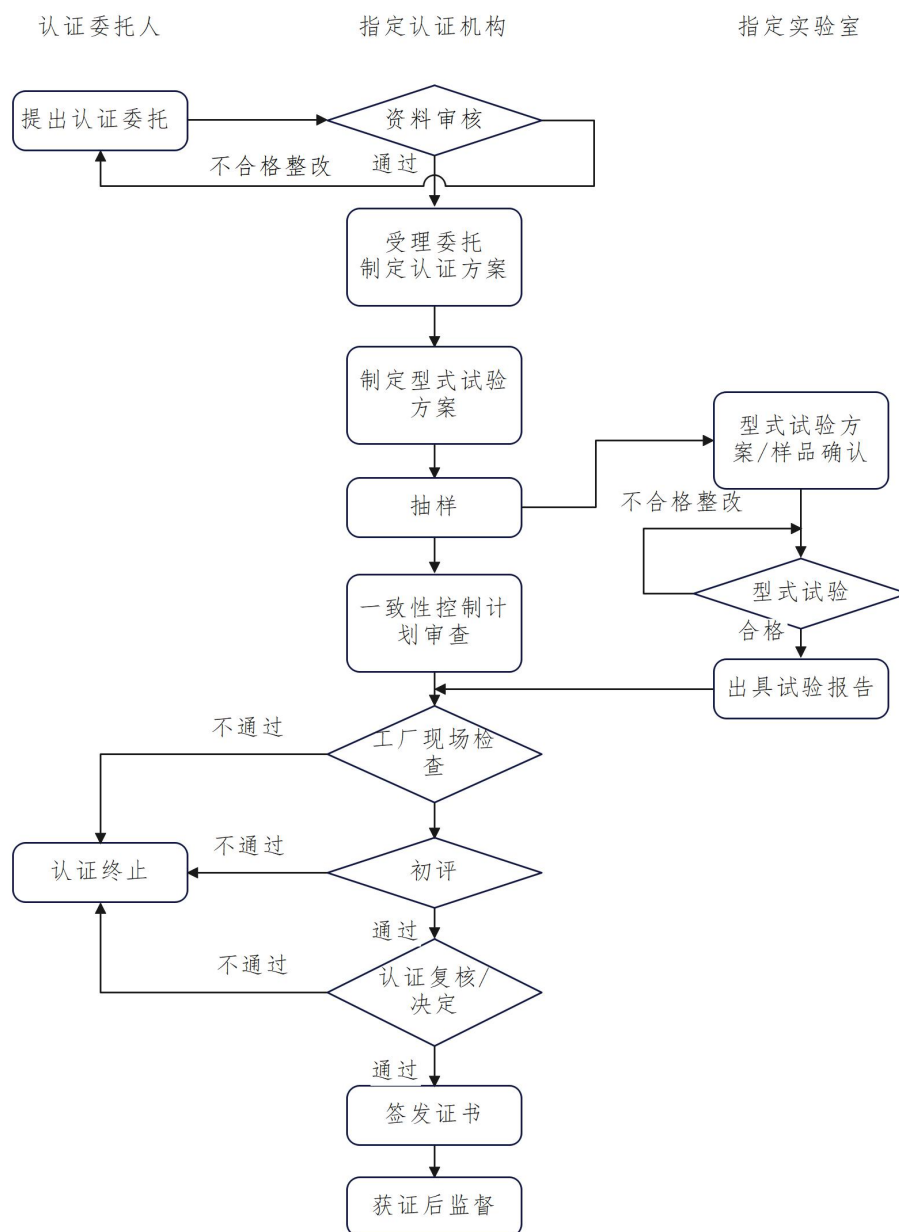 认证委托人
指定认证机构
指定实验室
提出认证委托
资料审核
不合格整改
通过
受理委托
制定认证方案
制定型式试验
方案
型式试验方
案/样品确认
抽样
不合格整改
一致性控制计
划审查
型式试验
合格
出具试验报告
不通过
工厂现场检
查
不通过
认证终止
初评
通过
不通过
认证复核/
决定
通过
签发证书
获证后监督